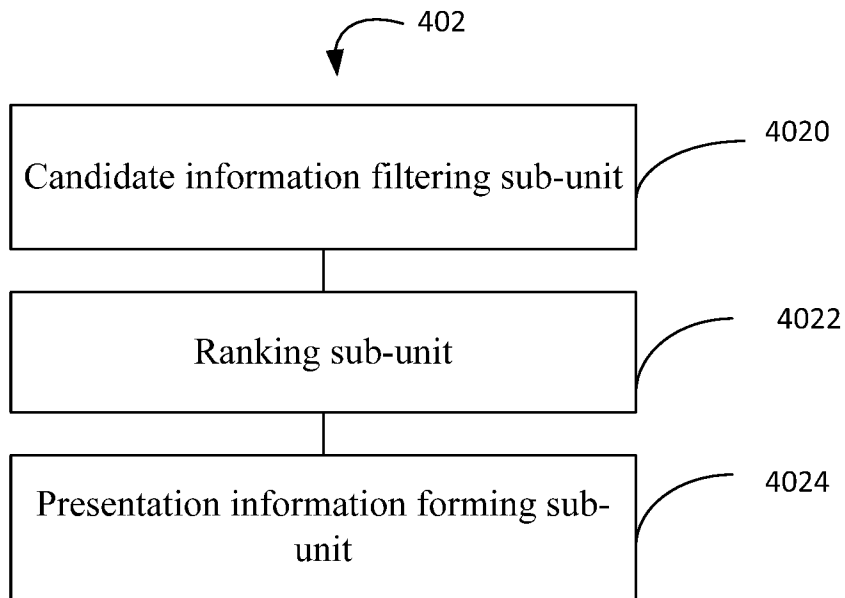 402
4020
Candidate information filtering sub-unit
4022
Ranking sub-unit
4024
Presentation information forming sub-
unit